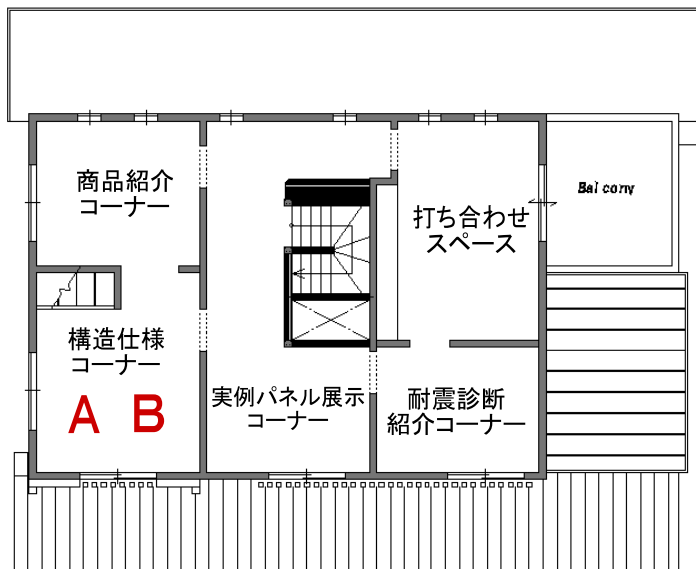 商品紹介
コーナー
打ち合わせ
スペース
Balcony
構造仕様
コーナー
A B
実例パネル展示
コーナー
耐震診断
紹介コーナー